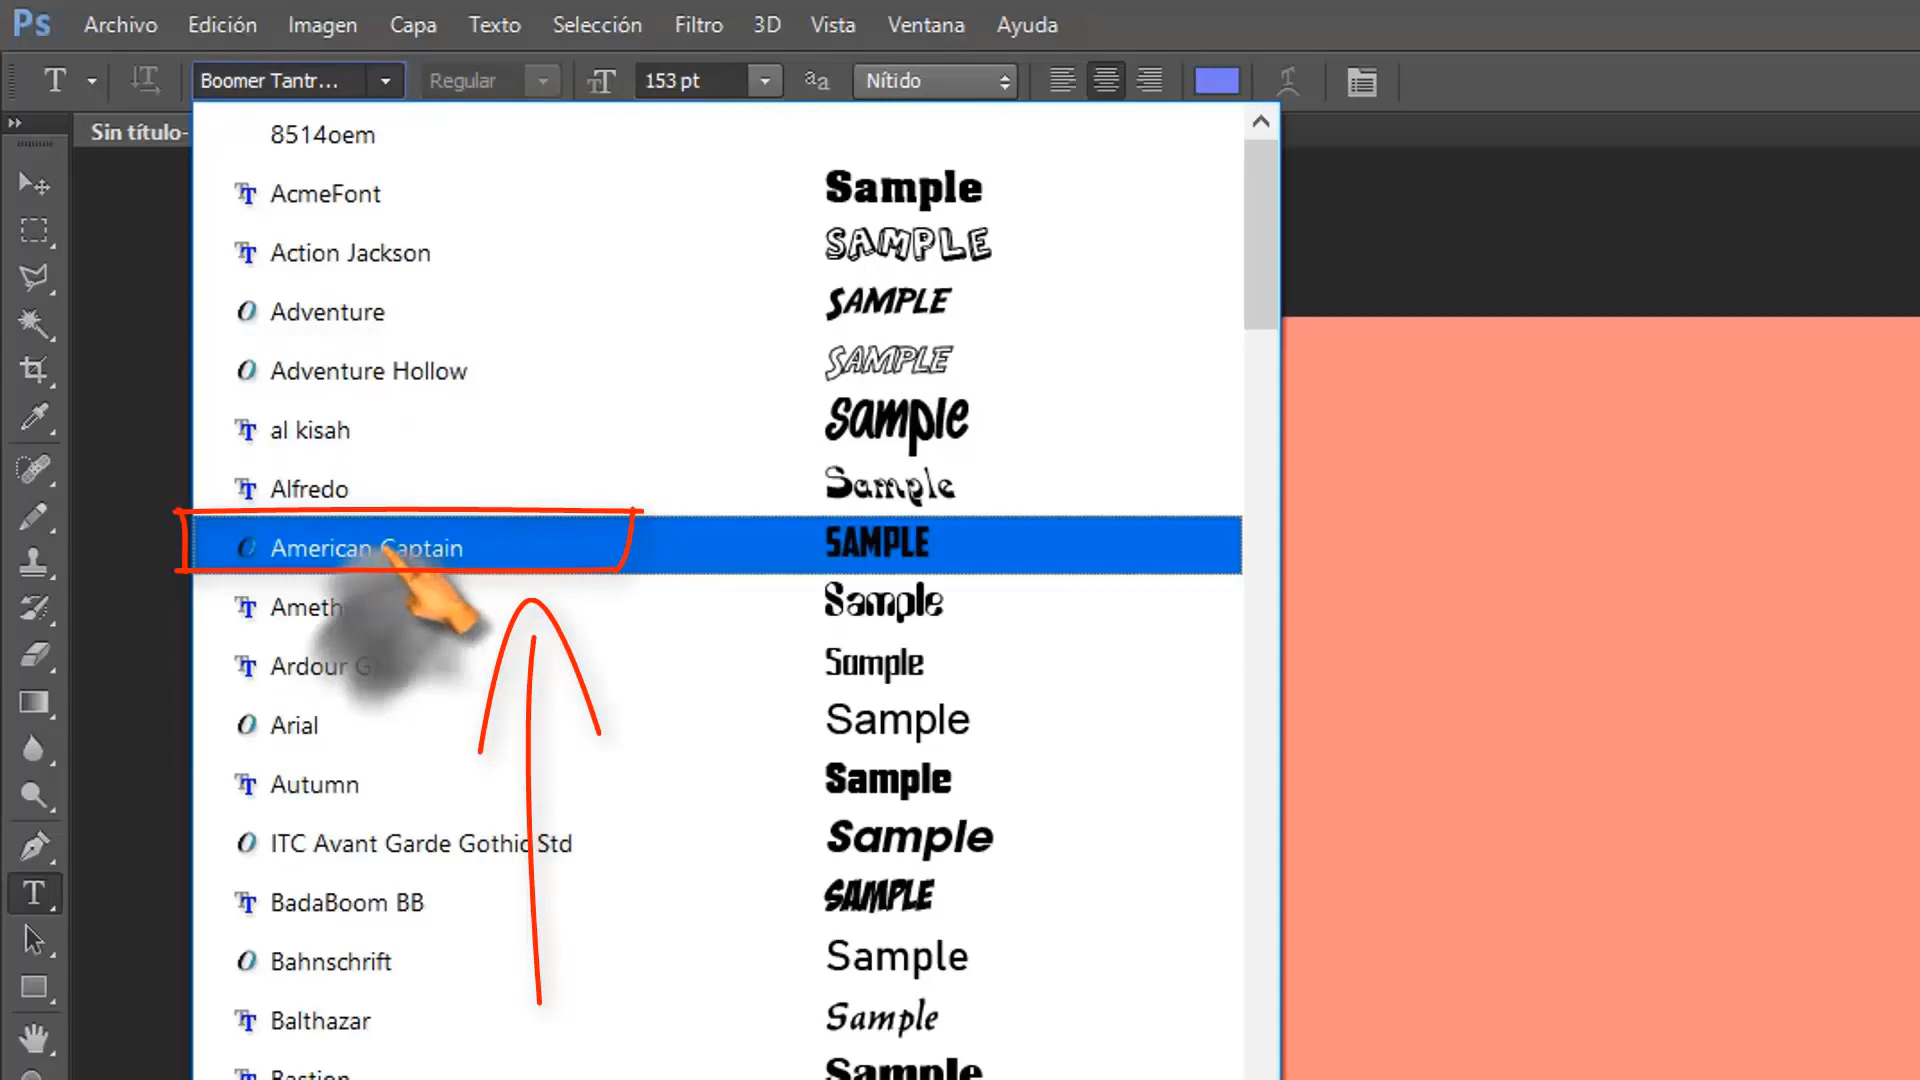 Ps Archivo Edición Imagen Capa Texto Selección Filtro 3D Vista Ventana Ayuda
T Boomer Tantr... Regular 153 pt aa Nítido
Sin título-
8514oem
AcmeFont Sample
Action Jackson SAMPLE
Adventure SAMPLE
Adventure Hollow SAMPLE
al kisah sample
Alfredo Sample
American Captain SAMPLE
Ameth Sample
Ardour G Sample
Arial Sample
Autumn Sample
ITC Avant Garde Gothic Std Sample
BadaBoom BB SAMPLE
Bahnschrift Sample
Balthazar Sample
Bastion Sample